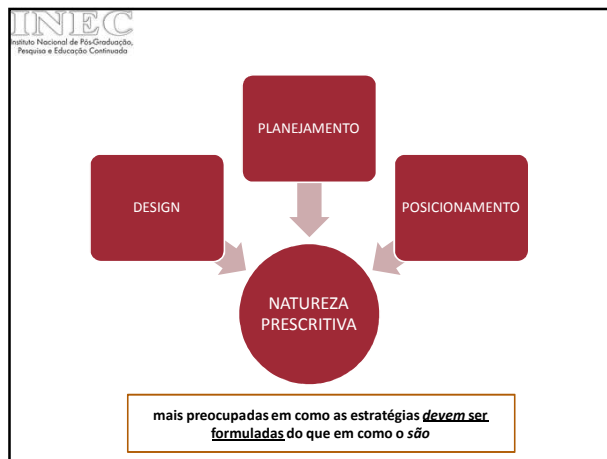 INEC
Instituto Nacional de Pós-Graduação,
Pesquisa e Educação Continuada
PLANEJAMENTO
DESIGN
POSICIONAMENTO
NATUREZA
PRESCRITIVA
mais preocupadas em como as estratégias devem ser
formuladas do que em como o são